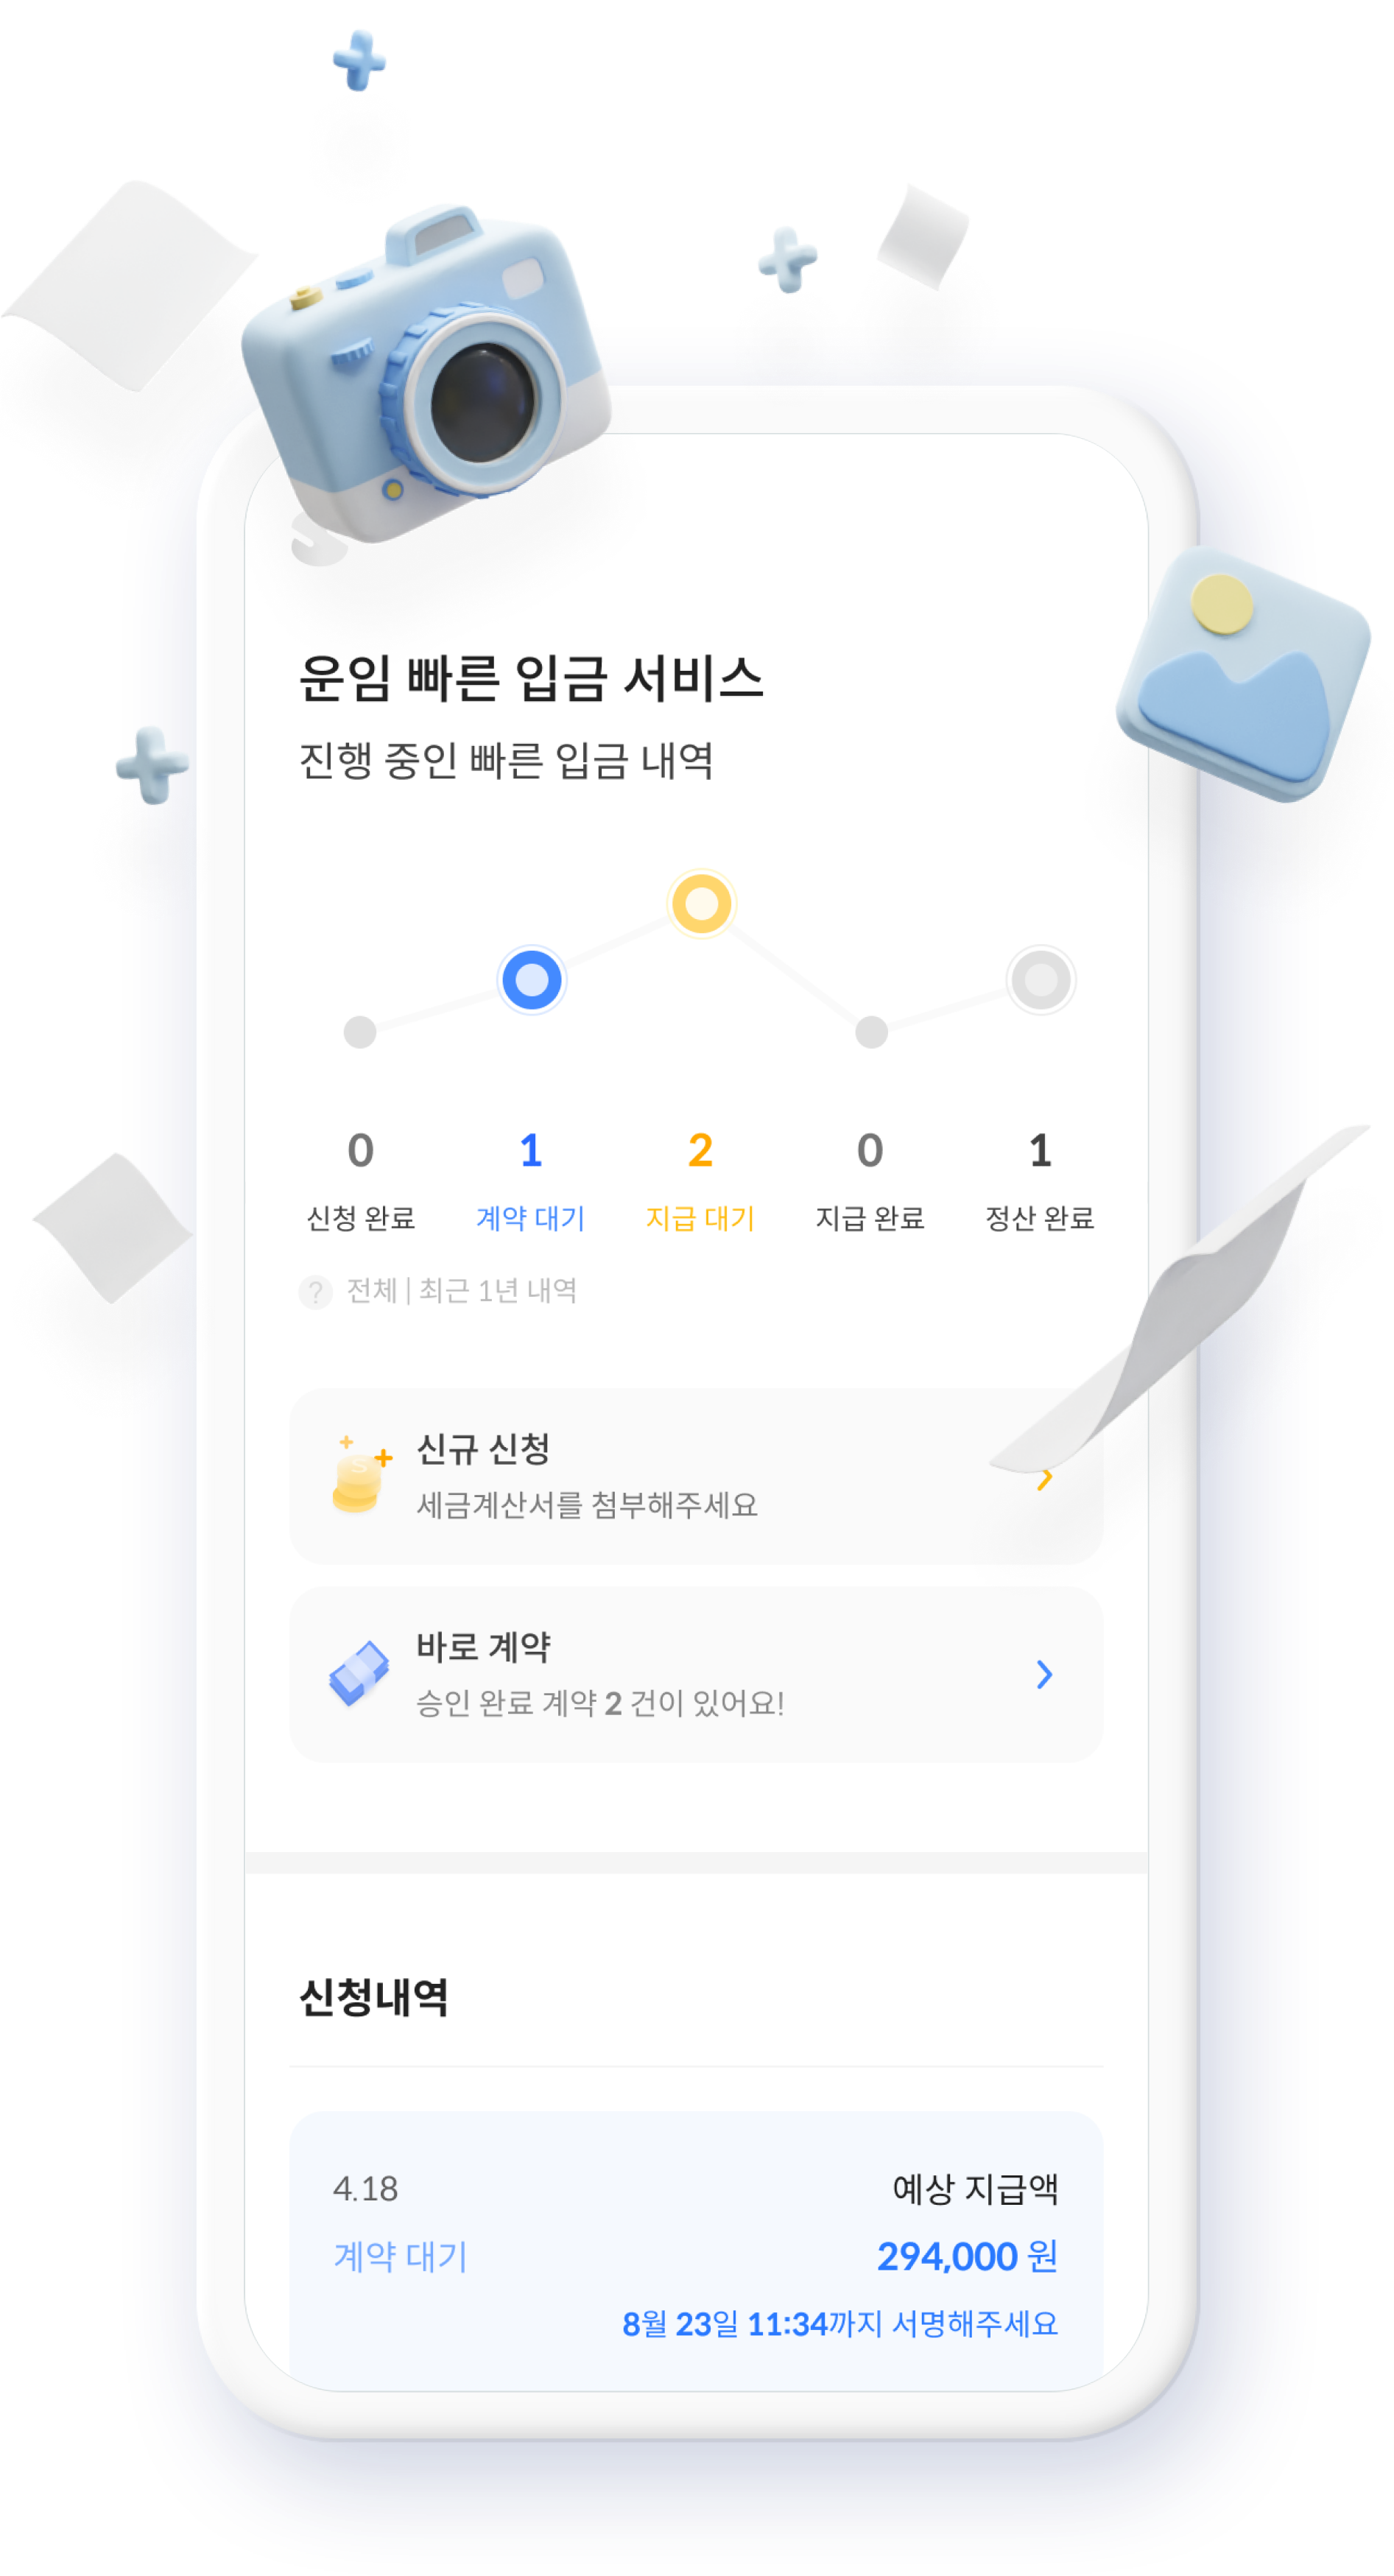 운임 빠른 입금 서비스
진행 중인 빠른 입금 내역
0 1 2 0 1
신청 완료 계약 대기 지급 대기 지급 완료 정산 완료
? 전체 | 최근 1년 내역
신규 신청
세금계산서를 첨부해주세요
바로 계약
승인 완료 계약 2 건이 있어요!
신청내역
4.18 예상 지급액
계약 대기 294,000 원
8월 23일 11:34까지 서명해주세요